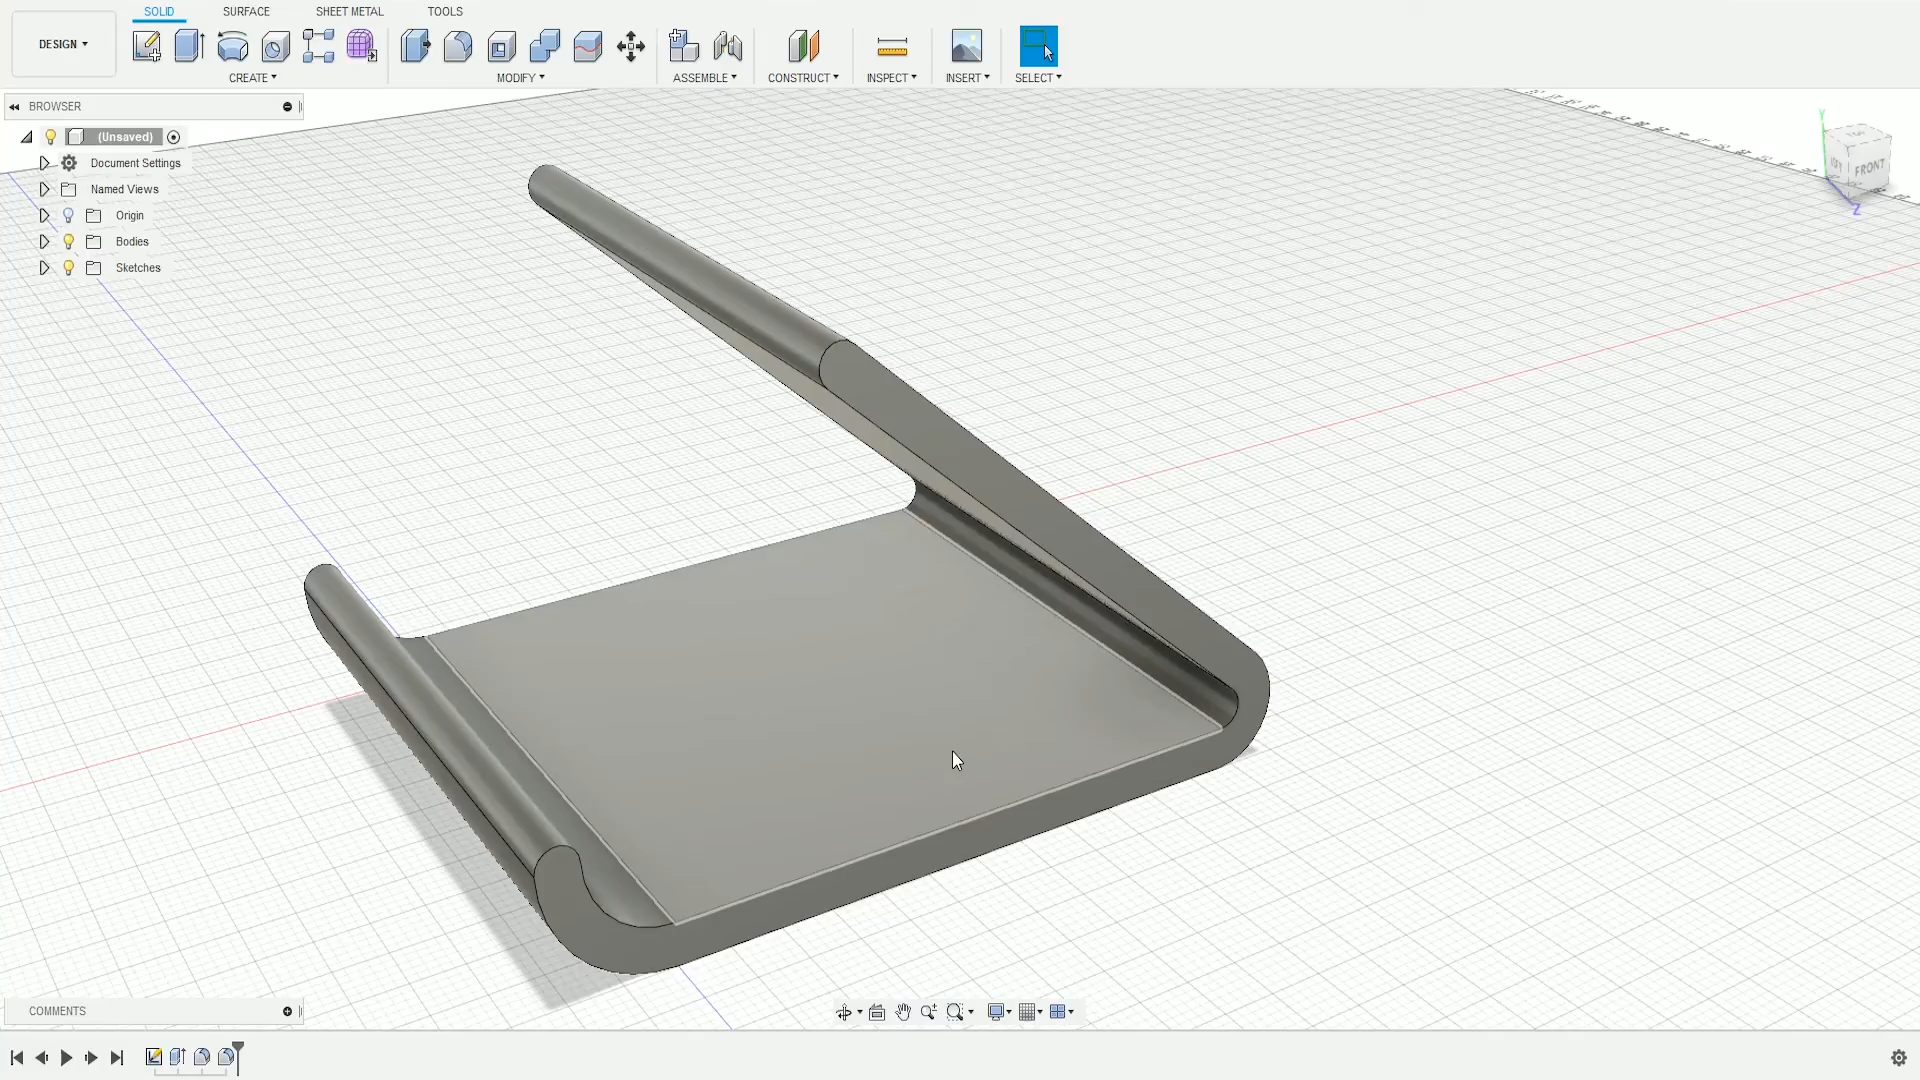 SOLID SURFACE SHEET METAL TOOLS
DESIGN
CREATE MODIFY ASSEMBLE CONSTRUCT INSPECT INSERT SELECT
BROWSER
(Unsaved)
Document Settings
Named Views
Origin
Bodies
Sketches
TOP
FRONT
Y
Z
COMMENTS